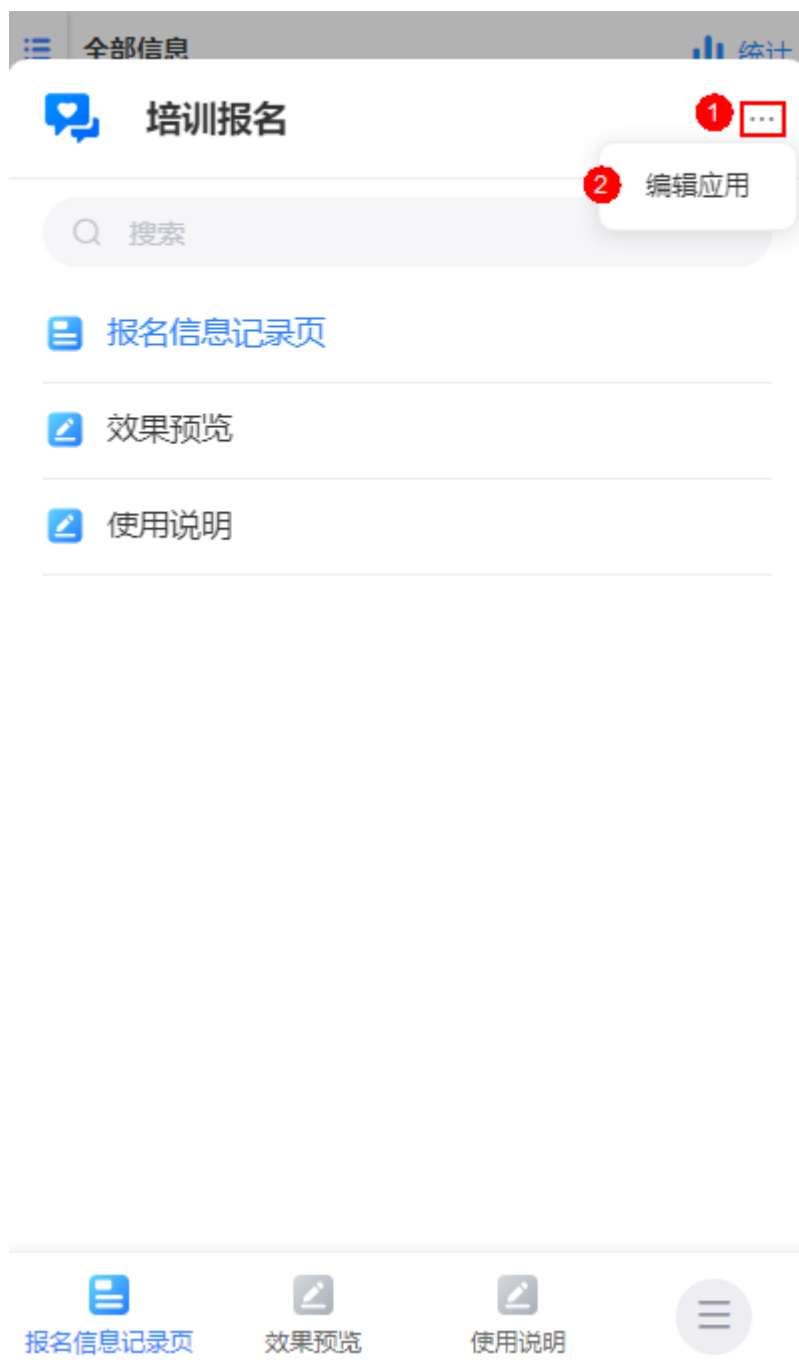 全部信息
统计
培训报名
1
...
2
编辑应用
搜索
报名信息记录页
效果预览
使用说明
报名信息记录页
效果预览
使用说明